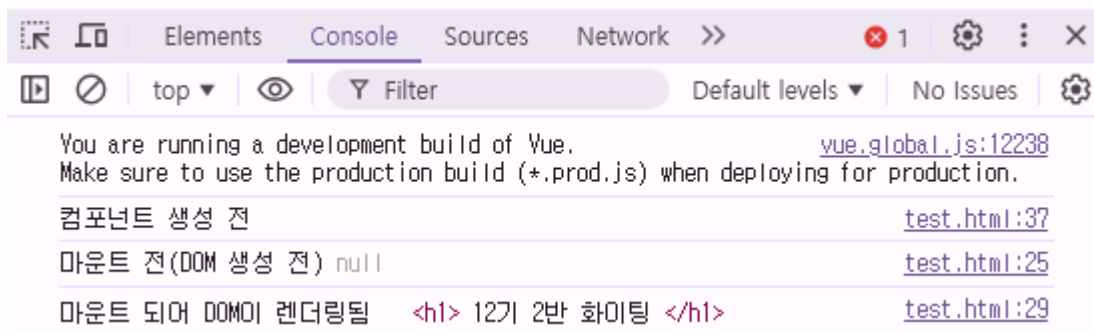 Elements Console Sources Network >> 1
top ▼ Filter Default levels ▼ No Issues
You are running a development build of Vue. vue.global.js:12238
Make sure to use the production build (*.prod.js) when deploying for production.
컴포넌트 생성 전 test.html:37
마운트 전(DOM 생성 전) null test.html:25
마운트 되어 DOM이 렌더링됨 <h1> 12기 2반 화이팅 </h1> test.html:29